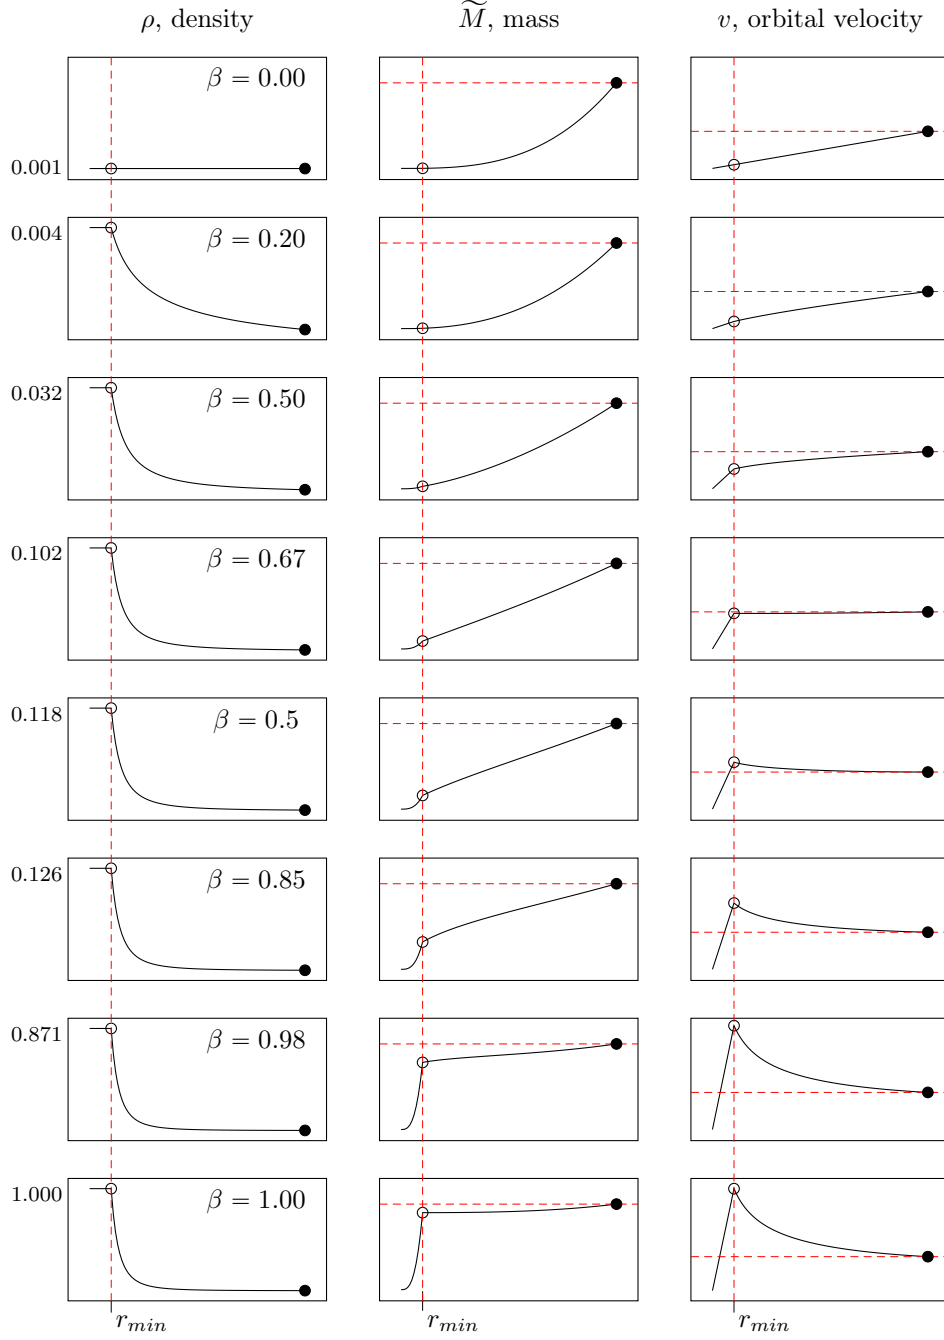 ρ, density M̃, mass v, orbital velocity
β = 0.00
0.001
0.004
β = 0.20
0.032
β = 0.50
0.102
β = 0.67
0.118
β = 0.5
0.126
β = 0.85
0.871
β = 0.98
1.000
β = 1.00
r_min r_min r_min